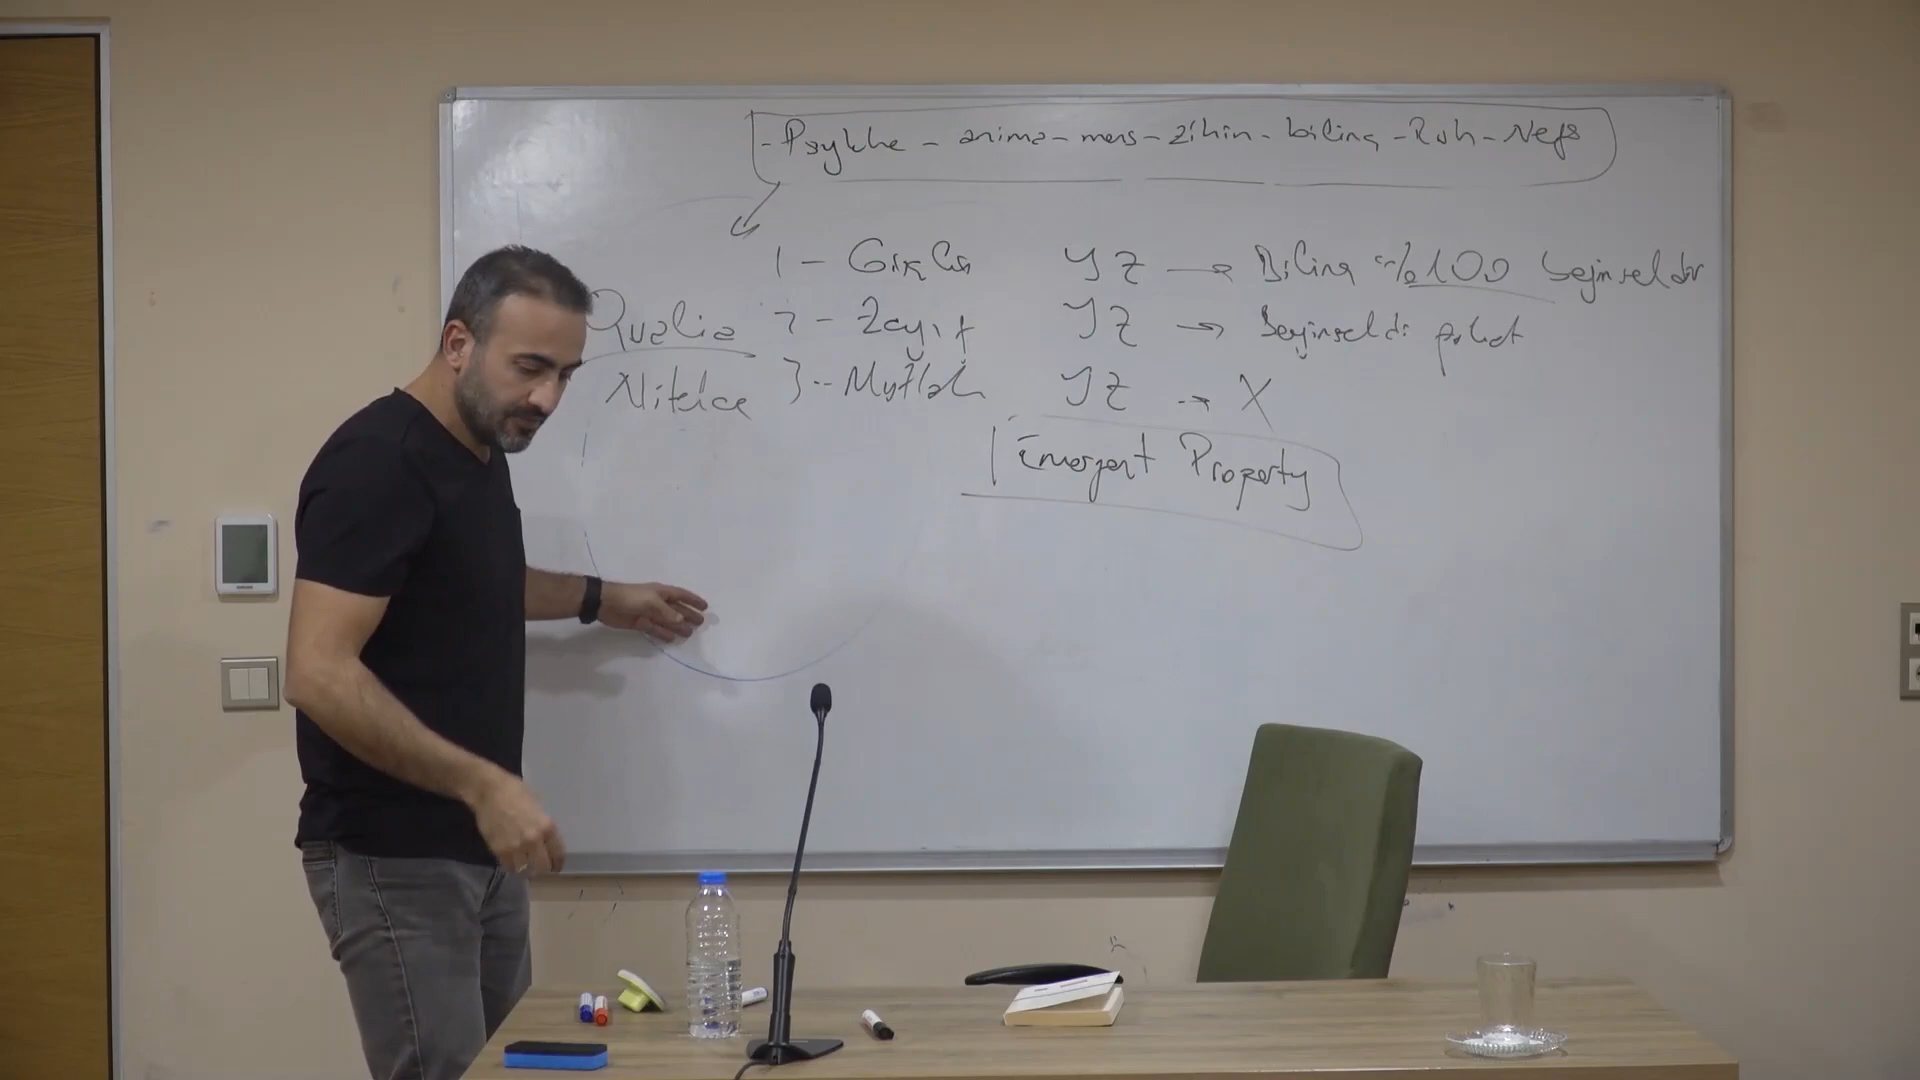 - Psykhe - anima - mens - zihin - bilinç - Ruh - Nefs
1 - Güçlü YZ → Bilinç %100 beyinseldir
Qualia 2 - Zayıf YZ → Beyinseldir fakat
Nitelce 3 - Mutlak YZ → X
Emergent Property